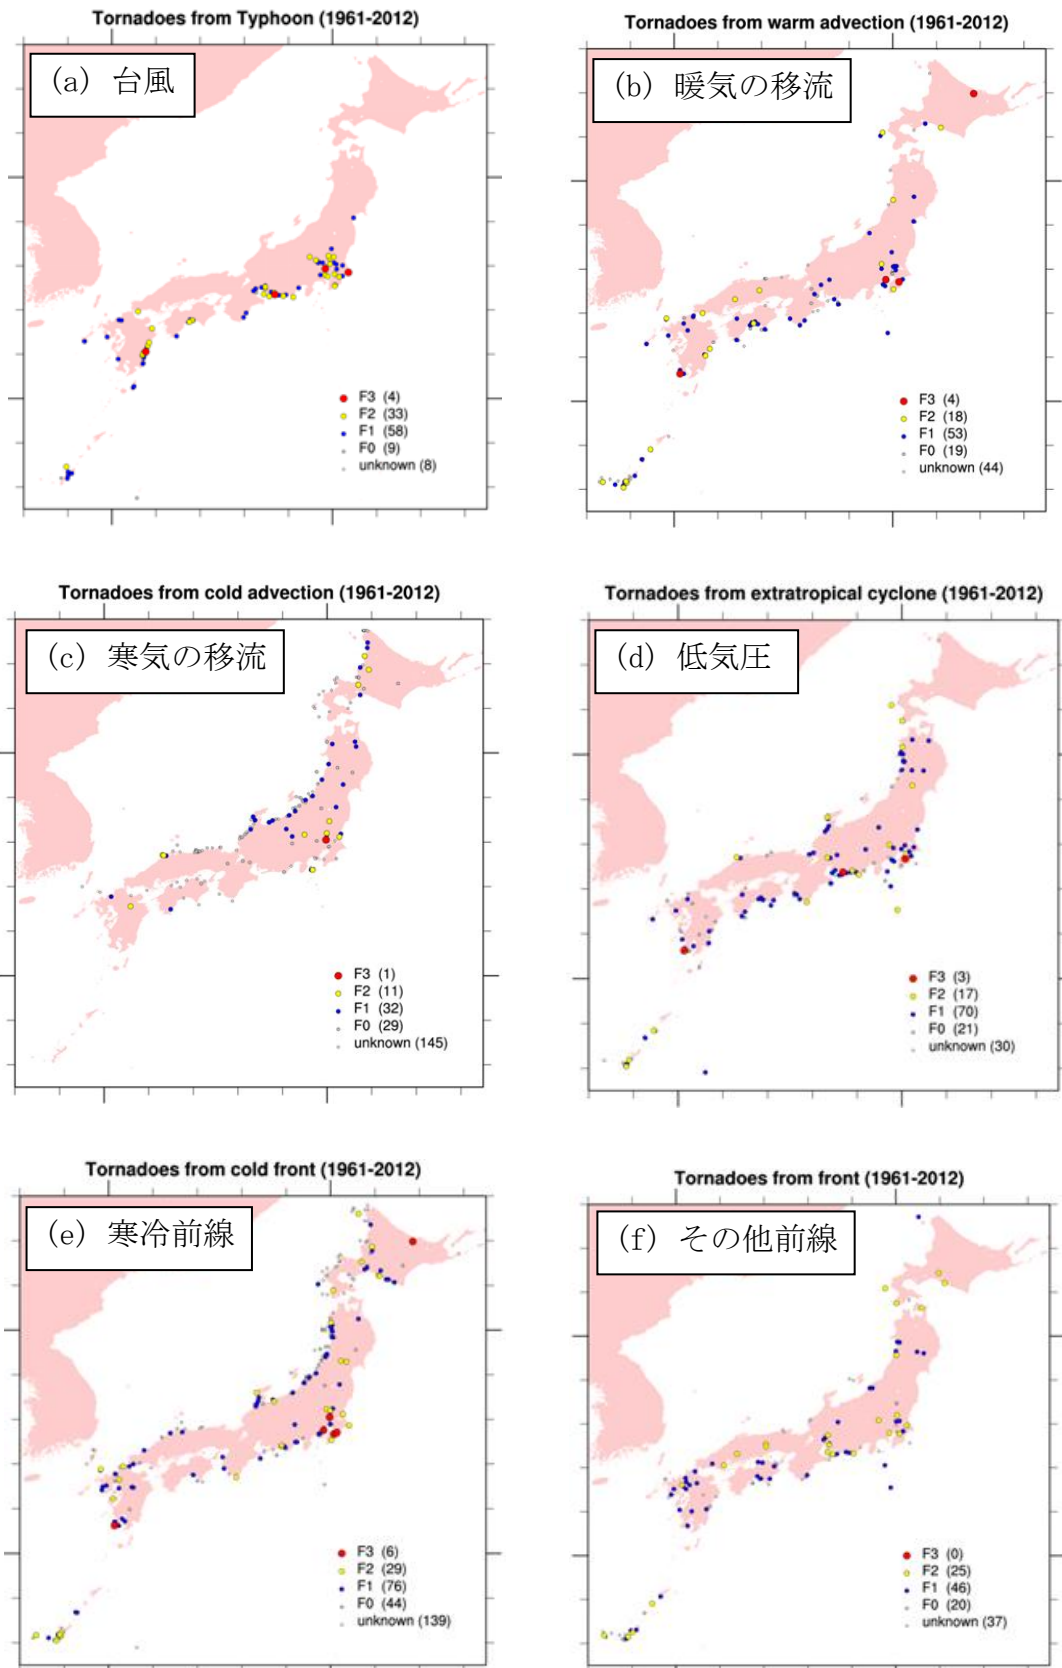 Tornadoes from Typhoon (1961-2012)
(a) 台風
F3 (4)
F2 (33)
F1 (58)
F0 (9)
unknown (8)
Tornadoes from warm advection (1961-2012)
(b) 暖気の移流
F3 (4)
F2 (18)
F1 (53)
F0 (19)
unknown (44)
Tornadoes from cold advection (1961-2012)
(c) 寒気の移流
F3 (1)
F2 (11)
F1 (32)
F0 (29)
unknown (145)
Tornadoes from extratropical cyclone (1961-2012)
(d) 低気圧
F3 (3)
F2 (17)
F1 (70)
F0 (21)
unknown (30)
Tornadoes from cold front (1961-2012)
(e) 寒冷前線
F3 (6)
F2 (29)
F1 (76)
F0 (44)
unknown (139)
Tornadoes from front (1961-2012)
(f) その他前線
F3 (0)
F2 (25)
F1 (46)
F0 (20)
unknown (37)